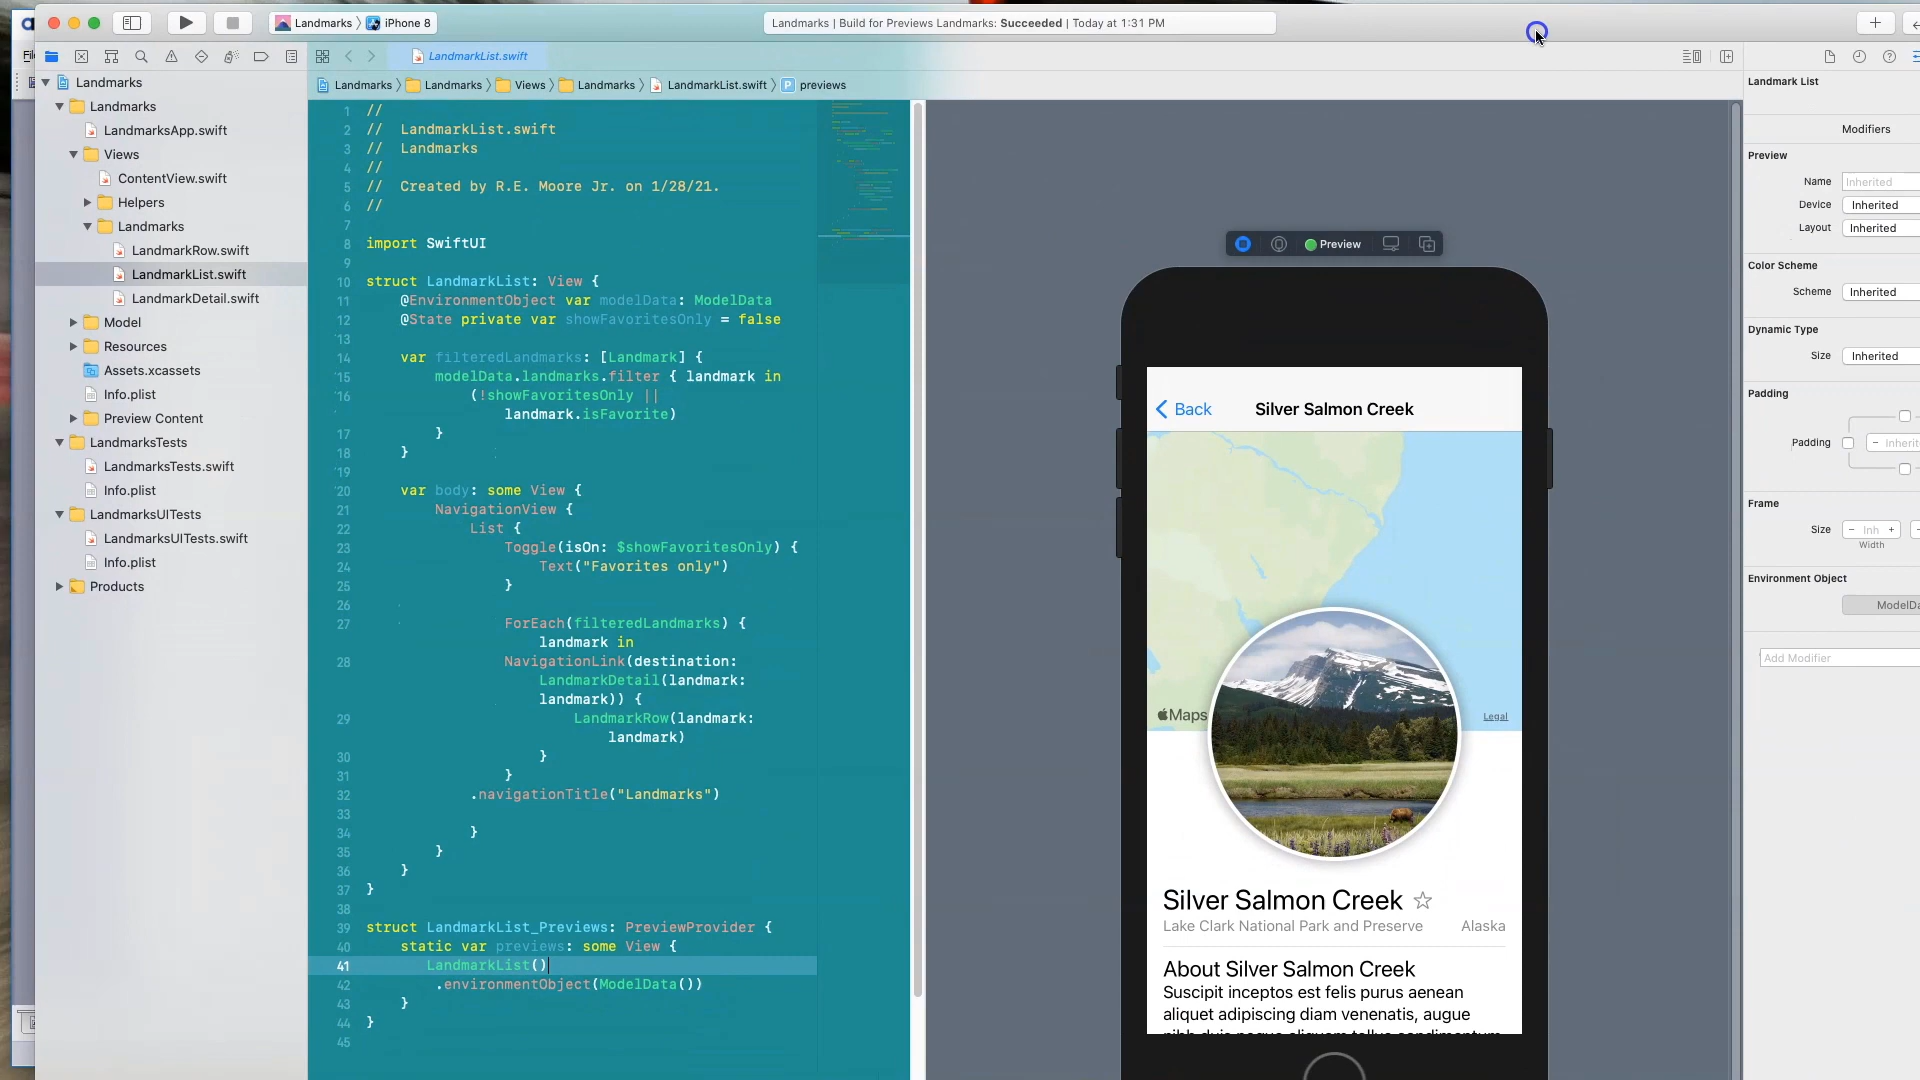 Landmarks 〉 iPhone 8
Landmarks | Build for Previews Landmarks: Succeeded | Today at 1:31 PM
LandmarkList.swift
Landmarks 〉 Landmarks 〉 Views 〉 Landmarks 〉 LandmarkList.swift 〉 P previews
Landmarks
Landmarks
LandmarksApp.swift
Views
ContentView.swift
Helpers
Landmarks
LandmarkRow.swift
LandmarkList.swift
LandmarkDetail.swift
Model
Resources
Assets.xcassets
Info.plist
Preview Content
LandmarksTests
LandmarksTests.swift
Info.plist
LandmarksUITests
LandmarksUITests.swift
Info.plist
Products
1 //
2 //  LandmarkList.swift
3 //  Landmarks
4 //
5 //  Created by R.E. Moore Jr. on 1/28/21.
6 //
7
8 import SwiftUI
9
10 struct LandmarkList: View {
11     @EnvironmentObject var modelData: ModelData
12     @State private var showFavoritesOnly = false
13
14     var filteredLandmarks: [Landmark] {
15         modelData.landmarks.filter { landmark in
16             (!showFavoritesOnly ||
landmark.isFavorite)
17         }
18     }
19
20     var body: some View {
21         NavigationView {
22             List {
23                 Toggle(isOn: $showFavoritesOnly) {
24                     Text("Favorites only")
25                 }
26
27                 ForEach(filteredLandmarks) {
landmark in
28                 NavigationLink(destination:
LandmarkDetail(landmark:
landmark)) {
29                         LandmarkRow(landmark:
landmark)
30                     }
31                 }
32             .navigationTitle("Landmarks")
33
34             }
35         }
36     }
37 }
38
39 struct LandmarkList_Previews: PreviewProvider {
40     static var previews: some View {
41        LandmarkList()
42         .environmentObject(ModelData())
43     }
44 }
45
Preview
Back
Silver Salmon Creek
Maps
Legal
Silver Salmon Creek
Lake Clark National Park and Preserve Alaska
About Silver Salmon Creek
Suscipit inceptos est felis purus aenean
aliquet adipiscing diam venenatis, augue
Landmark List
Modifiers
Preview
Name Inherited
Device Inherited
Layout Inherited
Color Scheme
Scheme Inherited
Dynamic Type
Size Inherited
Padding
Padding
Frame
Size − Inh +
Width
Environment Object
ModelDa
Add Modifier